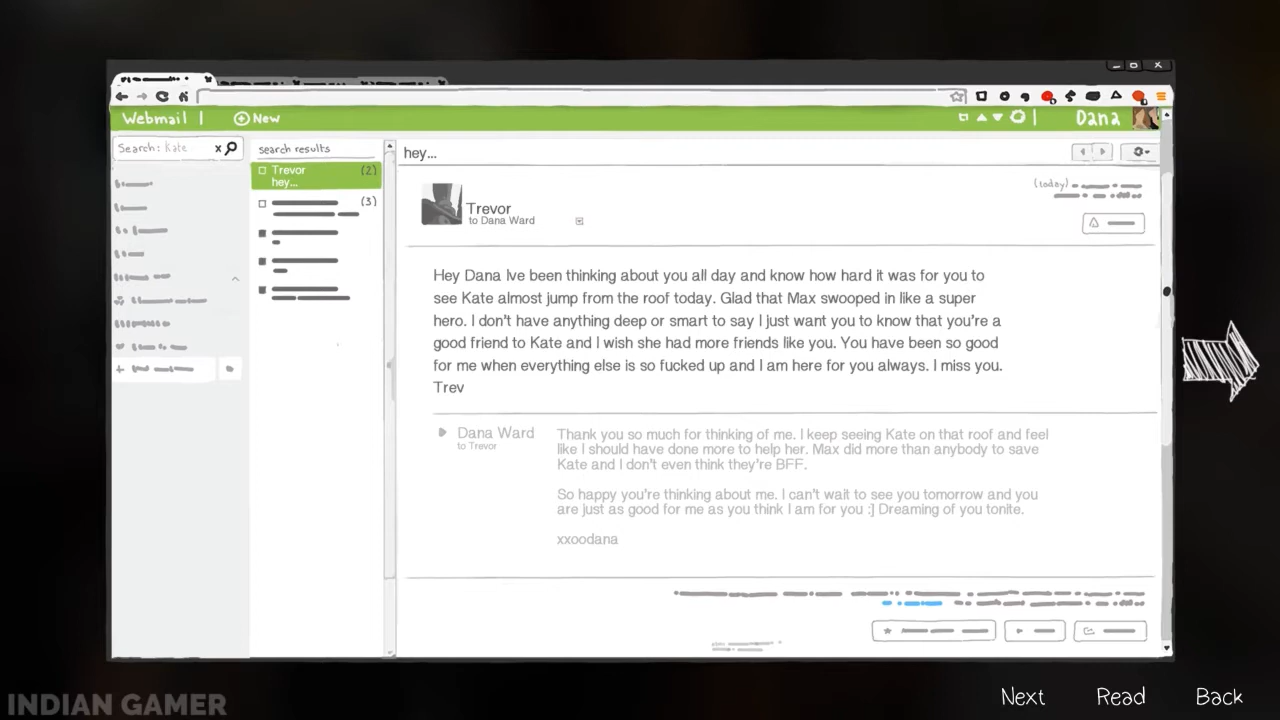 Webmail |
New
Dana
Search: Kate x
search results
hey...
Trevor (2)
hey...
(3)
(today)
Trevor
to Dana Ward
Hey Dana Ive been thinking about you all day and know how hard it was for you to
see Kate almost jump from the roof today. Glad that Max swooped in like a super
hero. I don't have anything deep or smart to say I just want you to know that you're a
good friend to Kate and I wish she had more friends like you. You have been so good
for me when everything else is so fucked up and I am here for you always. I miss you.
Trev
Dana Ward
to Trevor
Thank you so much for thinking of me. I keep seeing Kate on that roof and feel
like I should have done more to help her. Max did more than anybody to save
Kate and I don't even think they're BFF.
So happy you're thinking about me. I can't wait to see you tomorrow and you
are just as good for me as you think I am for you :] Dreaming of you tonite.
xxoodana
Next Read Back
INDIAN GAMER